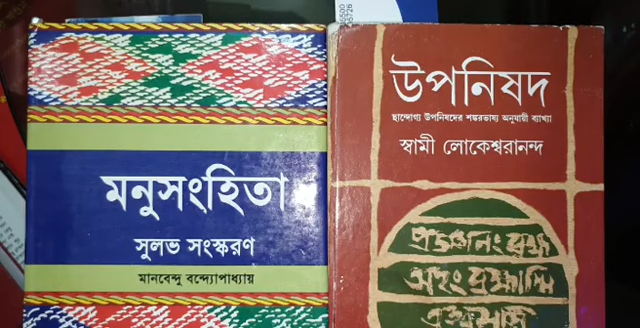 মনুসংহিতা
সুলভ সংস্করণ
মানবেন্দু বন্দ্যোপাধ্যায়
উপনিষদ
ছান্দোগ্য উপনিষদের শঙ্করভাষ্য অনুযায়ী ব্যাখ্যা
স্বামী লোকেশ্বরানন্দ
প্রজ্ঞানং ব্রহ্ম
অহং ব্রহ্মাস্মি